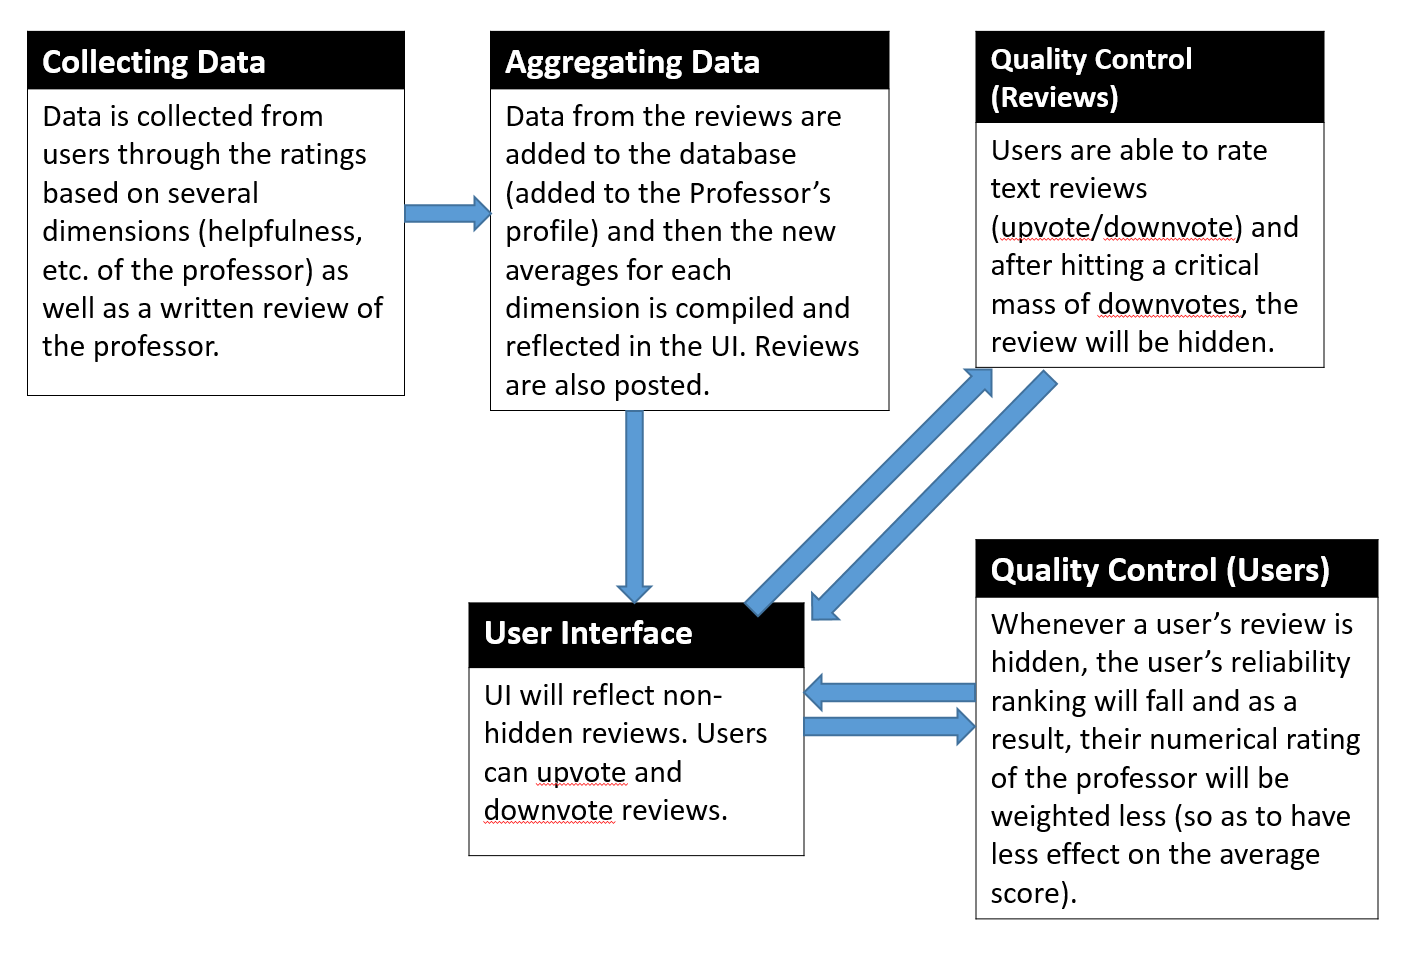 Collecting Data
Data is collected from
users through the ratings
based on several
dimensions (helpfulness,
etc. of the professor) as
well as a written review of
the professor.
Aggregating Data
Data from the reviews are
added to the database
(added to the Professor’s
profile) and then the new
averages for each
dimension is compiled and
reflected in the UI. Reviews
are also posted.
Quality Control
(Reviews)
Users are able to rate
text reviews
(upvote/downvote) and
after hitting a critical
mass of downvotes, the
review will be hidden.
User Interface
UI will reflect non-
hidden reviews. Users
can upvote and
downvote reviews.
Quality Control (Users)
Whenever a user’s review is
hidden, the user’s reliability
ranking will fall and as a
result, their numerical rating
of the professor will be
weighted less (so as to have
less effect on the average
score).